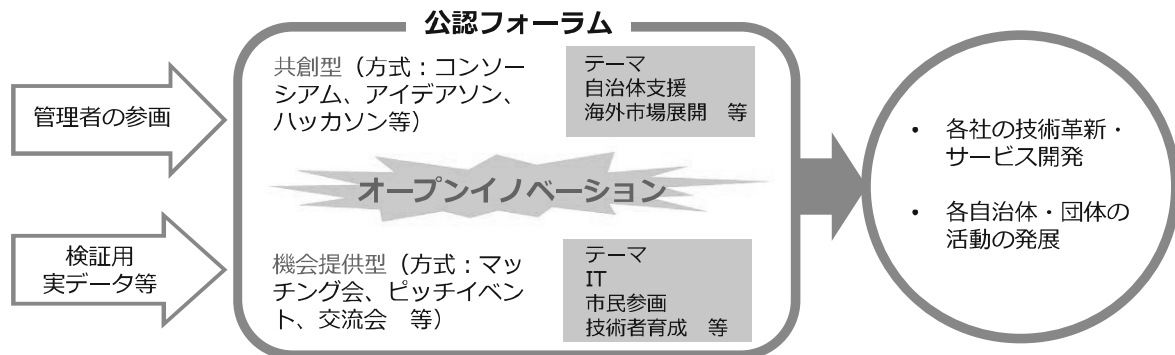 公認フォーラム
管理者の参画
検証用
実データ等
共創型（方式：コンソー
シアム、アイデアソン、
ハッカソン等）
テーマ
自治体支援
海外市場展開　等
オープンイノベーション
機会提供型（方式：マッ
チング会、ピッチイベン
ト、交流会　等）
テーマ
IT
市民参画
技術者育成　等
• 各社の技術革新・
サービス開発
• 各自治体・団体の
活動の発展